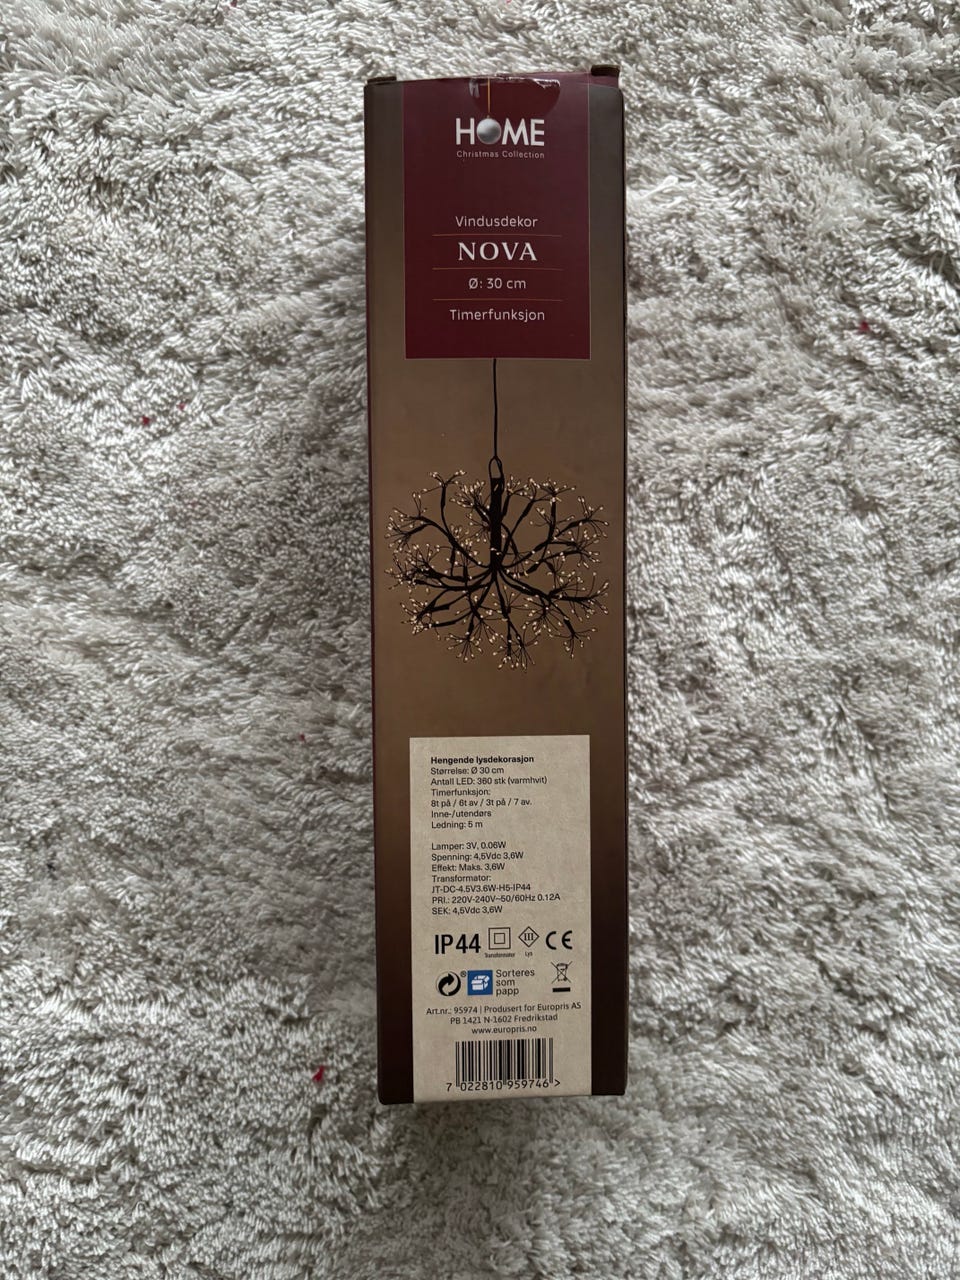 HOME
Christmas Collection
Vindusdekor
NOVA
Ø: 30 cm
Timerfunksjon
Hengende lysdekorasjon
Størrelse: Ø 30 cm
Antall LED: 360 stk (varmhvit)
Timerfunksjon:
8t på / 6t av / 3t på / 7 av.
Inne-/utendørs
Ledning: 5 m
Lamper: 3V, 0.06W
Spenning: 4,5Vdc 3,6W
Effekt: Maks. 3,6W
Transformator:
JT-DC-4.5V3.6W-H5-IP44
PRI.: 220V-240V~50/60Hz 0.12A
SEK: 4,5Vdc 3,6W
IP44 III CE
Transformator Lys
® Sorteres
som
papp
Art.nr.: 95974 | Produsert for Europris AS
PB 1421 N-1602 Fredrikstad
www.europris.no
7 022810 959746 >